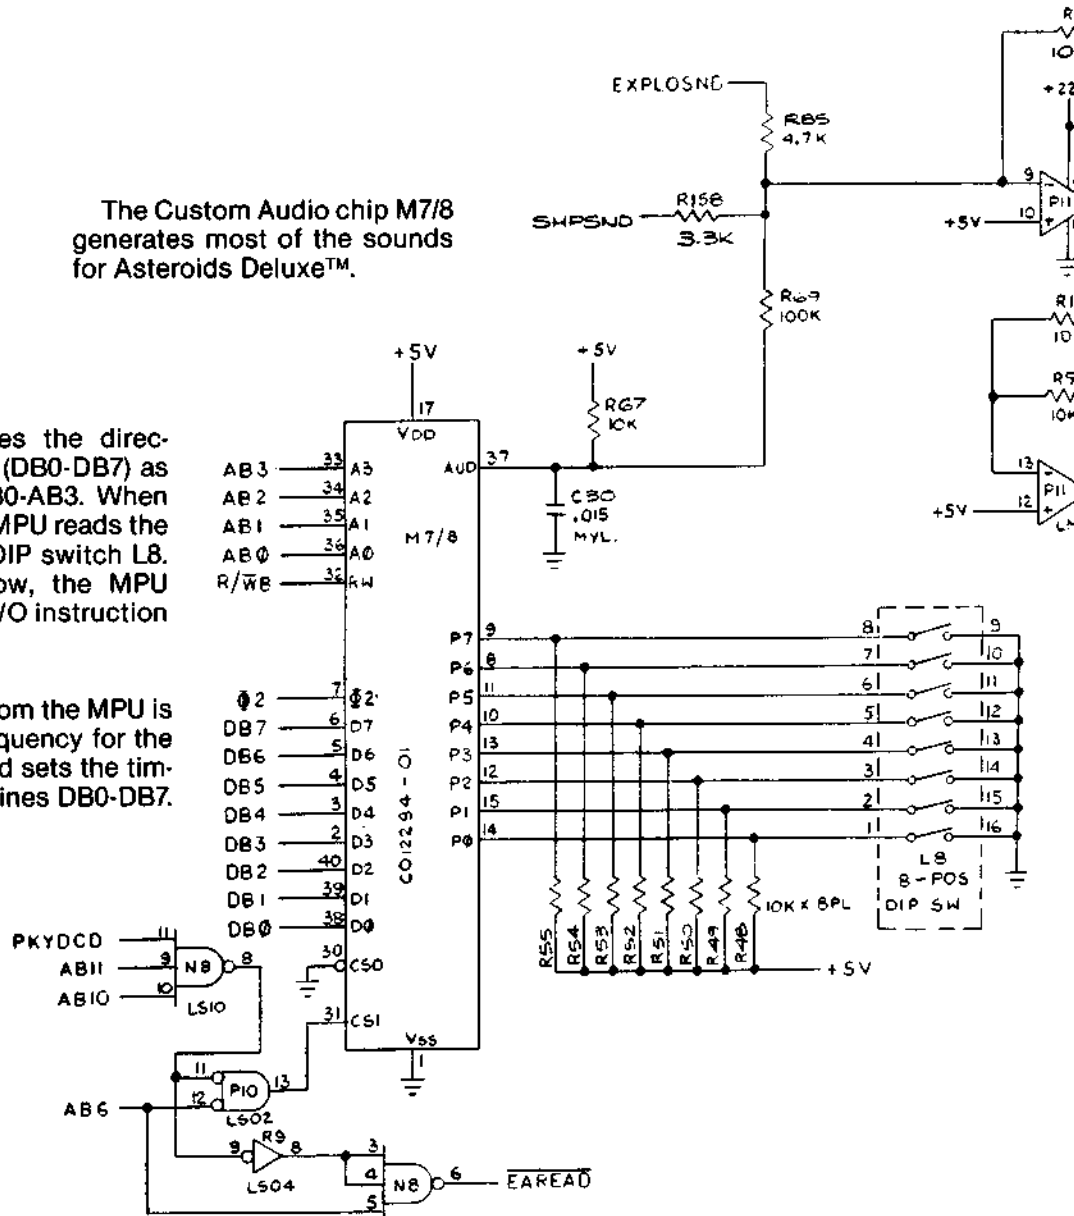 EXPLOSND
R85
4.7K
+22
SHPSND
R158
3.3K
9
10
+5V
P11
The Custom Audio chip M7/8
generates most of the sounds
for Asteroids Deluxe™.
R69
100K
+5V
+5V
R67
10K
17
VDD
13
12
P11
+5V
es the direc-
(DB0-DB7) as
B0-AB3. When
MPU reads the
DIP switch L8.
ow, the MPU
/O instruction
AB3 33 A3
AUD 37
AB2 34 A2
AB1 35 A1
M7/8
ABØ 36 AØ
R/W̅B 32 RW
C80
.015
MYL.
P7 9 8 9
P6 8 7 10
P5 11 6 11
P4 10 5 12
P3 13 4 13
P2 12 3 14
P1 15 2 15
PØ 14 1 16
om the MPU is
quency for the
d sets the tim-
ines DB0-DB7.
Φ2 7 Φ2
DB7 6 D7
DB6 5 D6
DB5 4 D5
DB4 3 D4
DB3 2 D3
DB2 40 D2
DB1 39 D1
DBØ 38 DØ
30 CSO
31 CS1
C012294-01
VSS
1
L8
8-POS
DIP SW
10K X 8PL
R55
R54
R53
R52
R51
R50
R49
R48
+5V
PKYDCD 11
AB11 9 N8 8
AB10 10
LS10
11
12 P10 13
LS02
AB6
R9
9 8
LS04
3
4 N8 6
5
E̅A̅R̅E̅A̅D̅